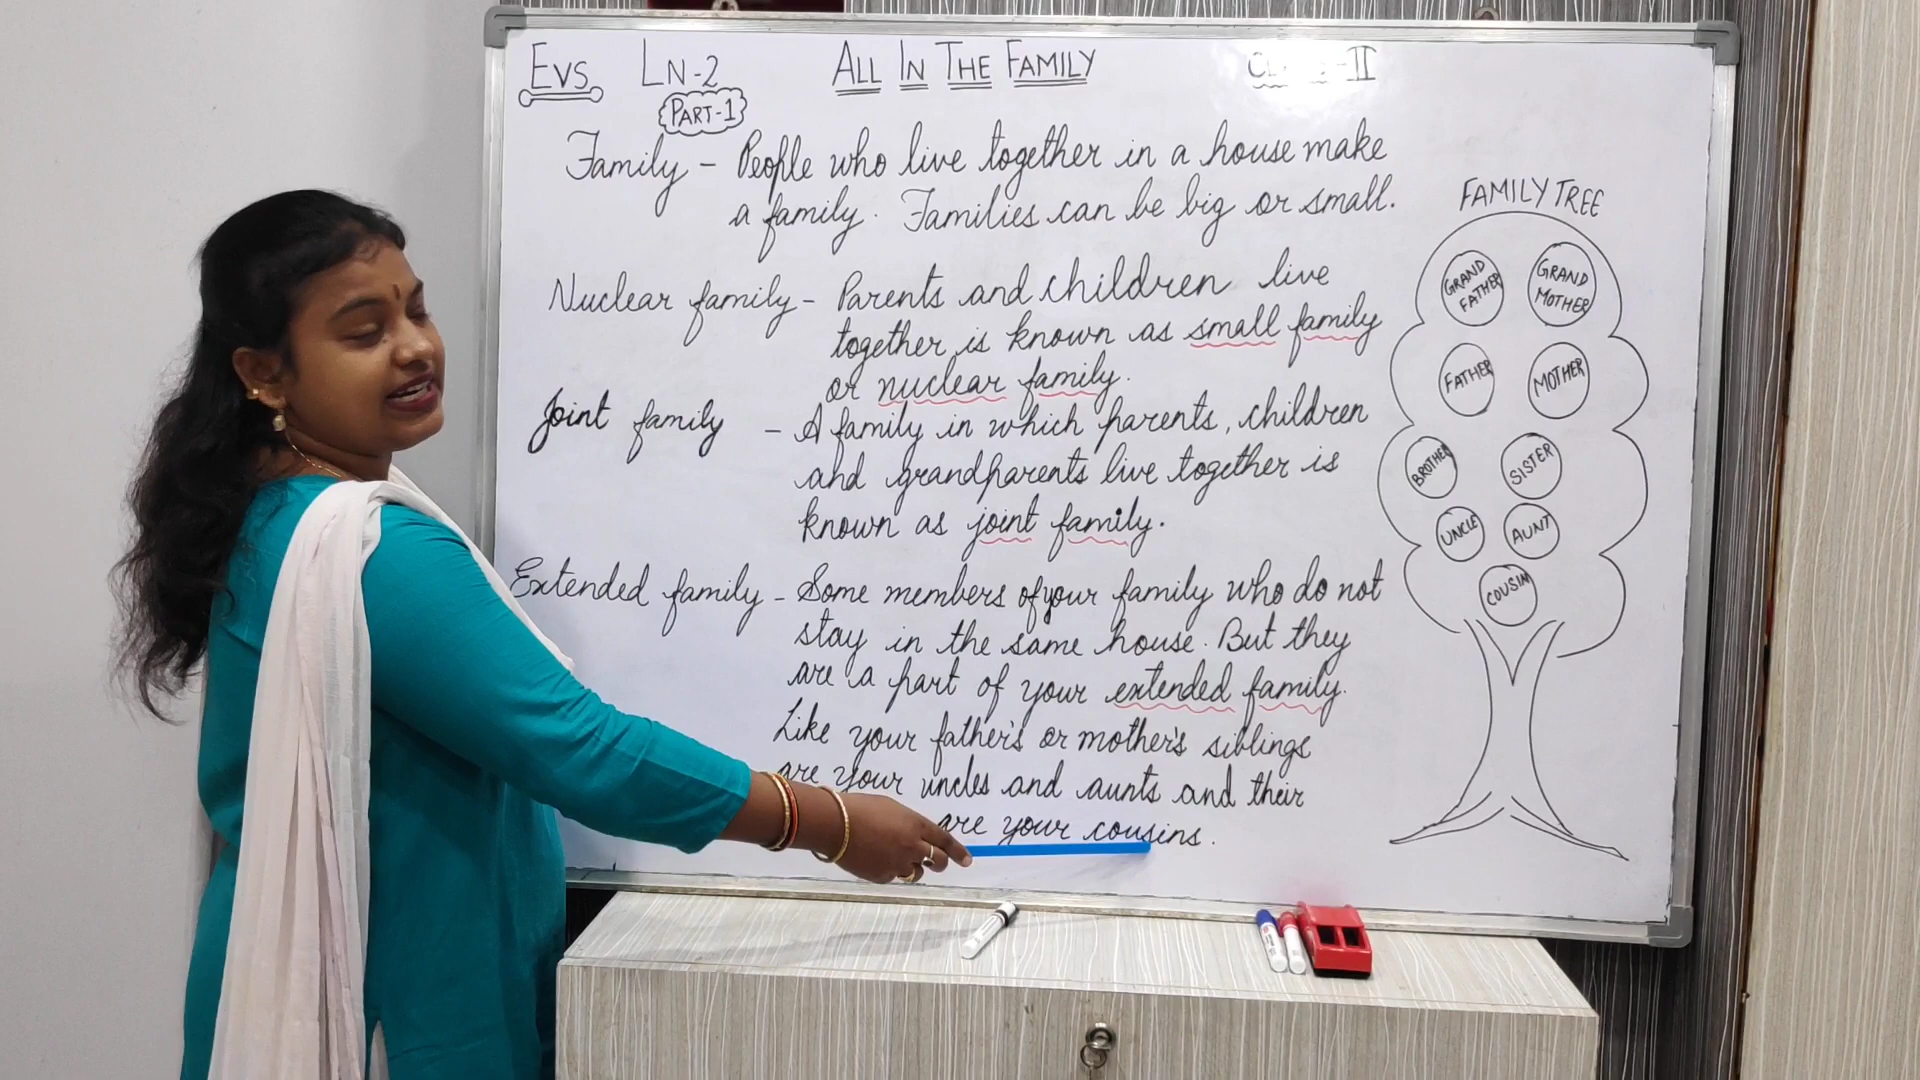 EVS LN-2 ALL IN THE FAMILY
PART-1
Family - People who live together in a house make
a family. Families can be big or small.
Nuclear family - Parents and children live
together is known as small family
or nuclear family.
Joint family - A family in which parents, children
and grandparents live together is
known as joint family.
Extended family - Some members of your family who do not
stay in the same house. But they
are a part of your extended family.
Like your father's or mother's siblings
are your uncles and aunts and their
are your cousins.
FAMILY TREE
GRAND FATHER
GRAND MOTHER
FATHER
MOTHER
BROTHER
SISTER
UNCLE
AUNT
COUSIN